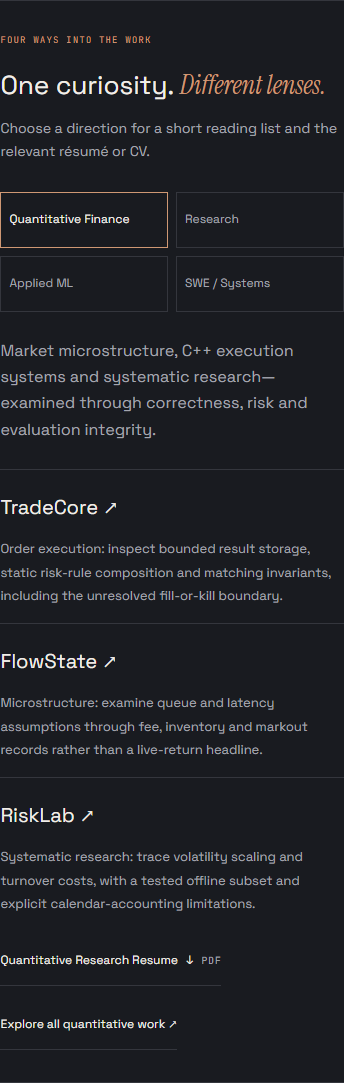 FOUR WAYS INTO THE WORK
One curiosity. Different lenses.
Choose a direction for a short reading list and the
relevant résumé or CV.
Quantitative Finance
Research
Applied ML
SWE / Systems
Market microstructure, C++ execution
systems and systematic research—
examined through correctness, risk and
evaluation integrity.
TradeCore ↗
Order execution: inspect bounded result storage,
static risk-rule composition and matching invariants,
including the unresolved fill-or-kill boundary.
FlowState ↗
Microstructure: examine queue and latency
assumptions through fee, inventory and markout
records rather than a live-return headline.
RiskLab ↗
Systematic research: trace volatility scaling and
turnover costs, with a tested offline subset and
explicit calendar-accounting limitations.
Quantitative Research Resume ↓ PDF
Explore all quantitative work ↗